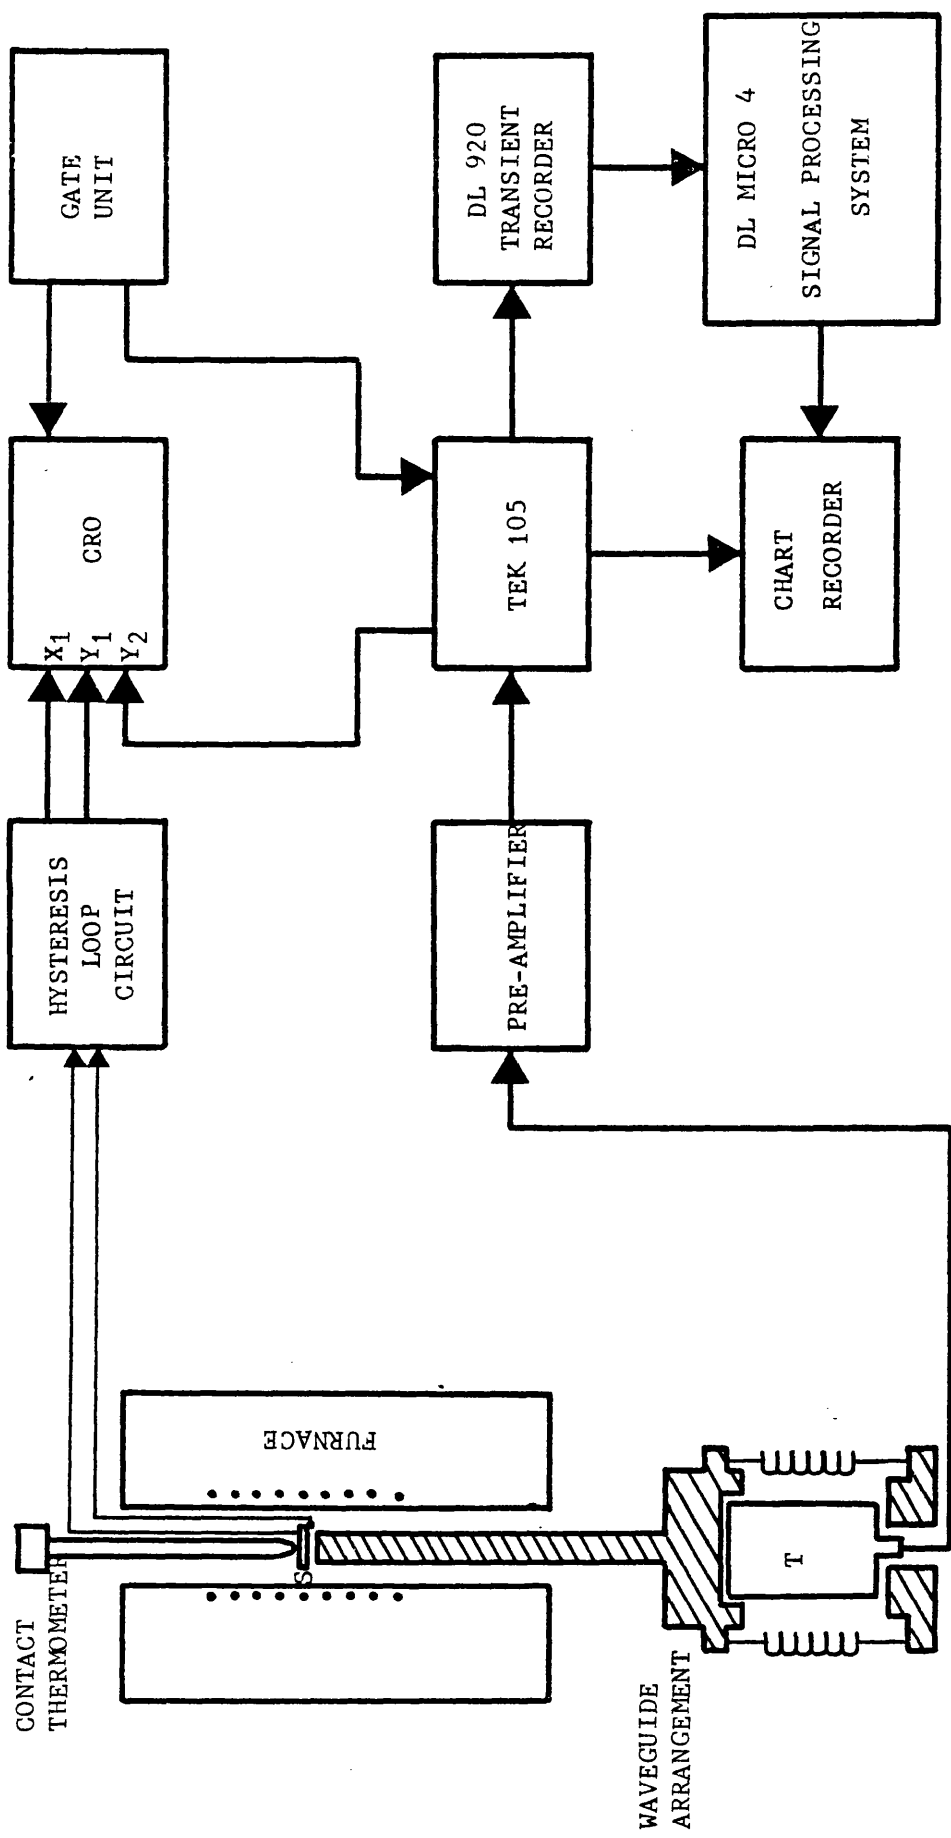 CONTACT
THERMOMETER
S
FURNACE
WAVEGUIDE
ARRANGEMENT
T
HYSTERESIS
LOOP
CIRCUIT
X1
Y1
Y2
CRO
GATE
UNIT
PRE-AMPLIFIER
TEK 105
DL 920
TRANSIENT
RECORDER
CHART
RECORDER
DL MICRO 4
SIGNAL PROCESSING
SYSTEM